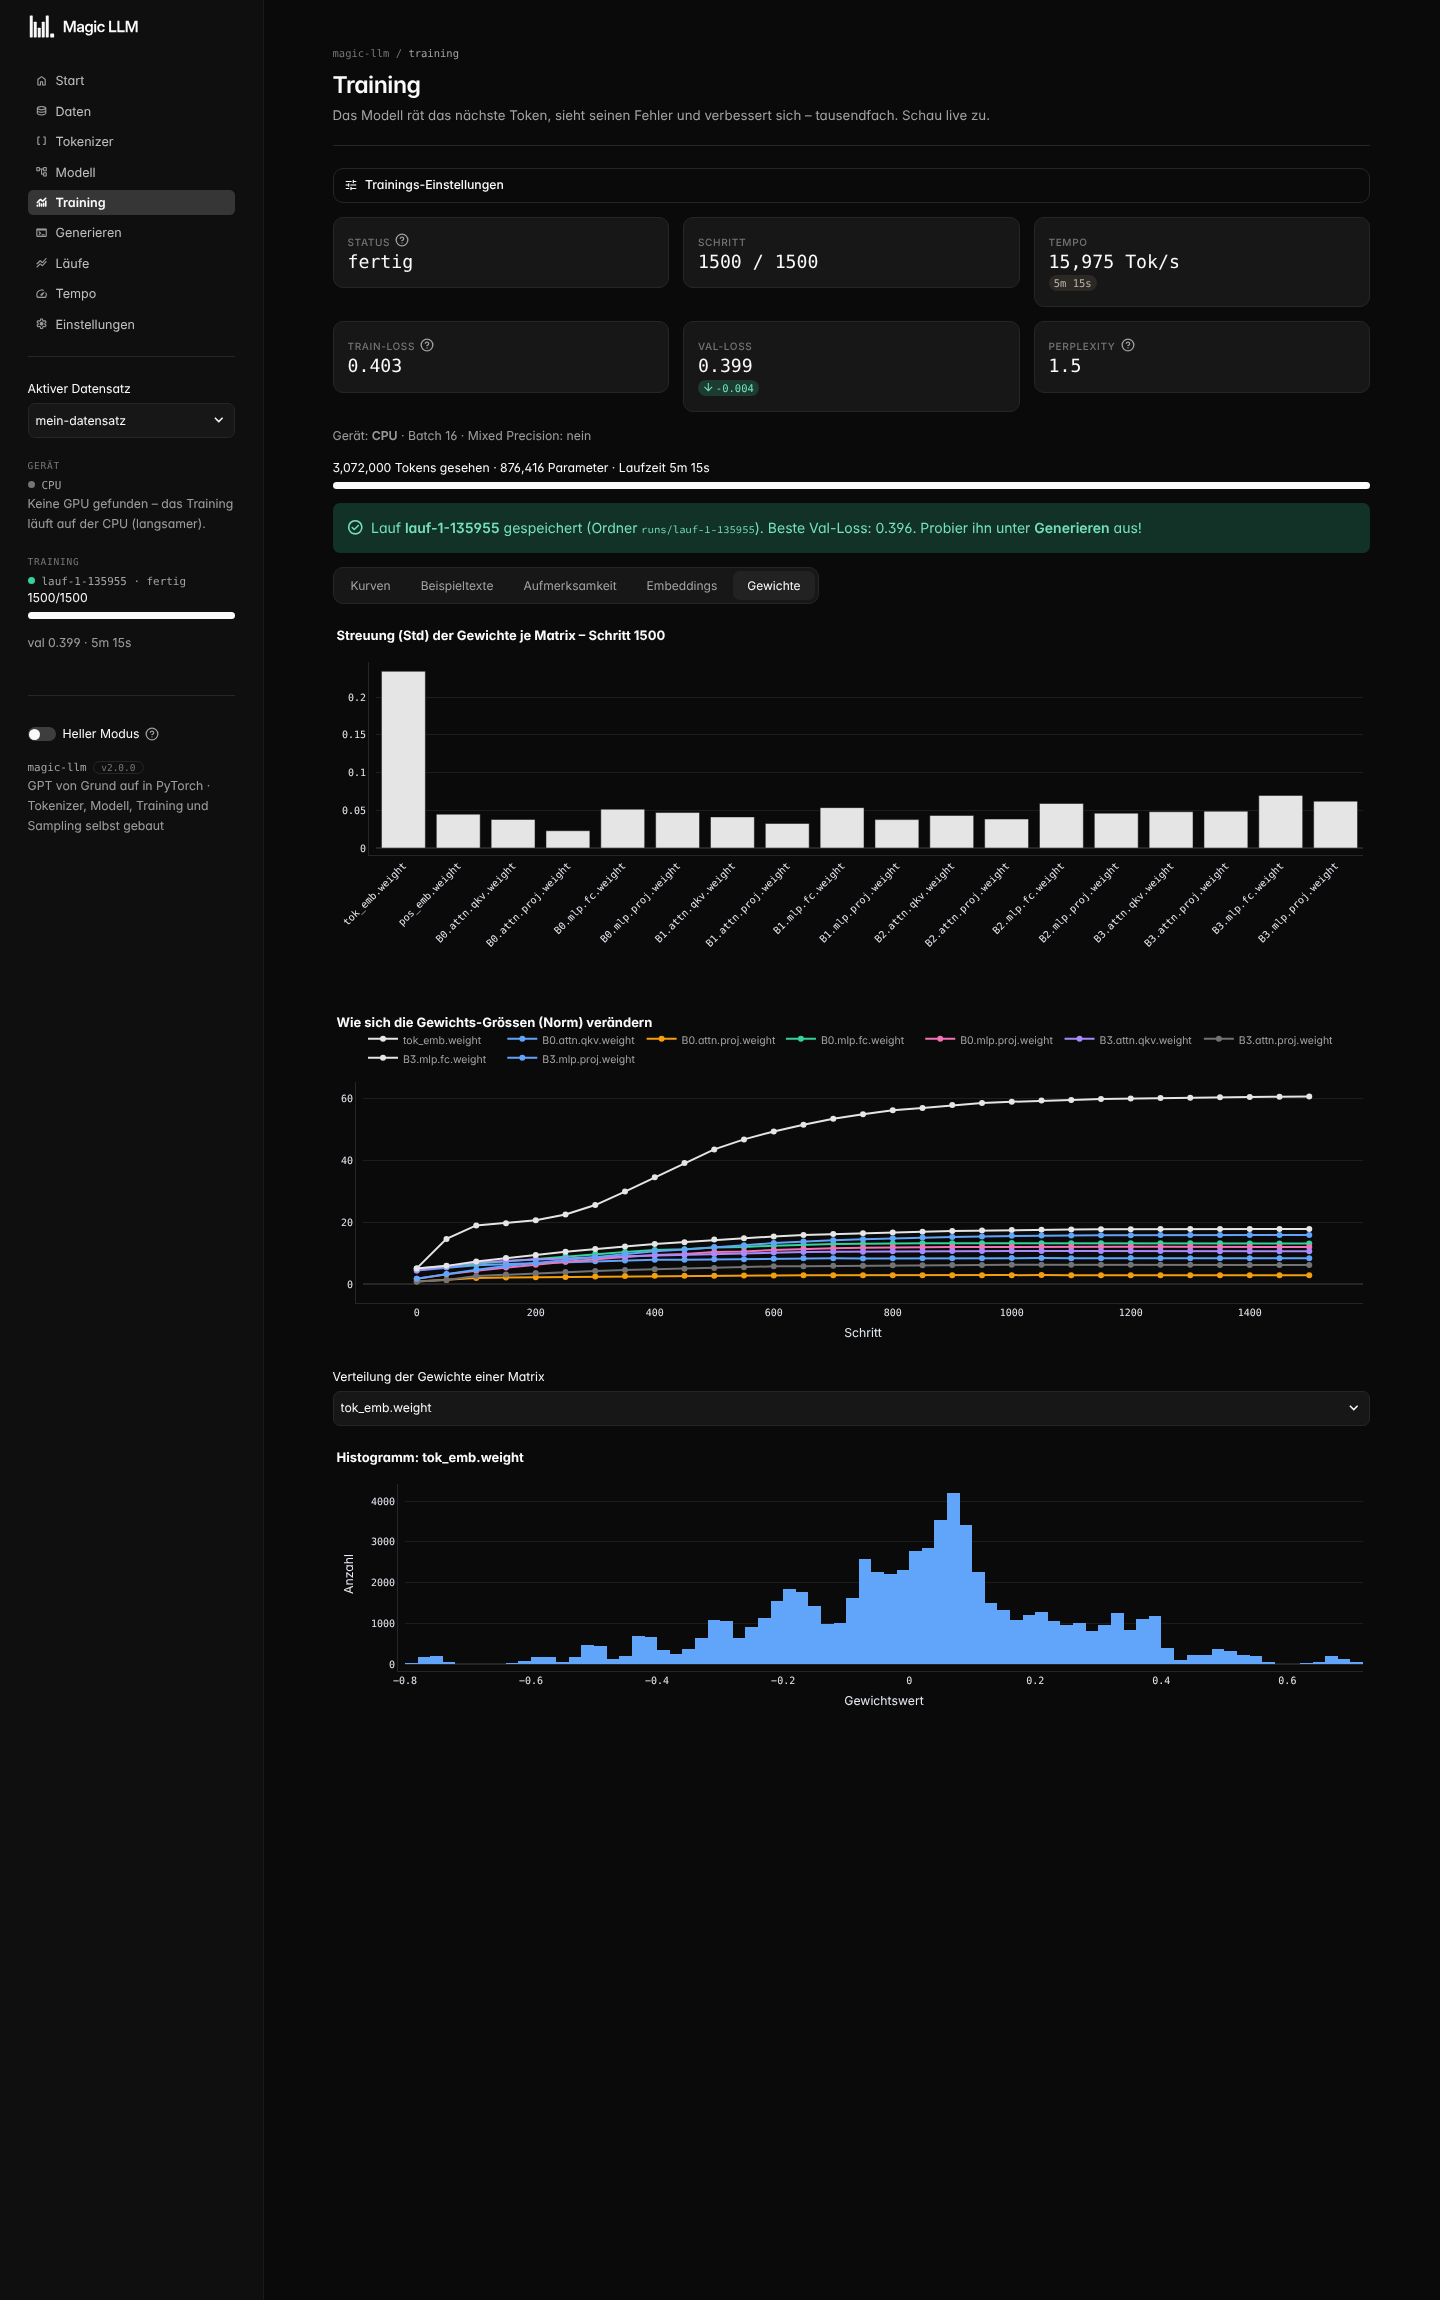 Magic LLM
Start
Daten
Tokenizer
Modell
Training
Generieren
Läufe
Tempo
Einstellungen
Aktiver Datensatz
mein-datensatz
GERÄT
CPU
Keine GPU gefunden – das Training
läuft auf der CPU (langsamer).
TRAINING
lauf-1-135955 · fertig
1500/1500
val 0.399 · 5m 15s
Heller Modus
magic-llm v2.0.0
GPT von Grund auf in PyTorch ·
Tokenizer, Modell, Training und
Sampling selbst gebaut
magic-llm / training
Training
Das Modell rät das nächste Token, sieht seinen Fehler und verbessert sich – tausendfach. Schau live zu.
Trainings-Einstellungen
STATUS
fertig
SCHRITT
1500 / 1500
TEMPO
15,975 Tok/s
5m 15s
TRAIN-LOSS
0.403
VAL-LOSS
0.399
-0.004
PERPLEXITY
1.5
Gerät: CPU · Batch 16 · Mixed Precision: nein
3,072,000 Tokens gesehen · 876,416 Parameter · Laufzeit 5m 15s
Lauf lauf-1-135955 gespeichert (Ordner runs/lauf-1-135955). Beste Val-Loss: 0.396. Probier ihn unter Generieren aus!
Kurven Beispieltexte Aufmerksamkeit Embeddings Gewichte
Streuung (Std) der Gewichte je Matrix – Schritt 1500
0.2
0.15
0.1
0.05
0
tok_emb.weight
pos_emb.weight
B0.attn.qkv.weight
B0.attn.proj.weight
B0.mlp.fc.weight
B0.mlp.proj.weight
B1.attn.qkv.weight
B1.attn.proj.weight
B1.mlp.fc.weight
B1.mlp.proj.weight
B2.attn.qkv.weight
B2.attn.proj.weight
B2.mlp.fc.weight
B2.mlp.proj.weight
B3.attn.qkv.weight
B3.attn.proj.weight
B3.mlp.fc.weight
B3.mlp.proj.weight
Wie sich die Gewichts-Grössen (Norm) verändern
tok_emb.weight B0.attn.qkv.weight B0.attn.proj.weight B0.mlp.fc.weight B0.mlp.proj.weight B3.attn.qkv.weight B3.attn.proj.weight
B3.mlp.fc.weight B3.mlp.proj.weight
60
40
20
0
0 200 400 600 800 1000 1200 1400
Schritt
Verteilung der Gewichte einer Matrix
tok_emb.weight
Histogramm: tok_emb.weight
4000
3000
2000
1000
0
Anzahl
−0.8 −0.6 −0.4 −0.2 0 0.2 0.4 0.6
Gewichtswert